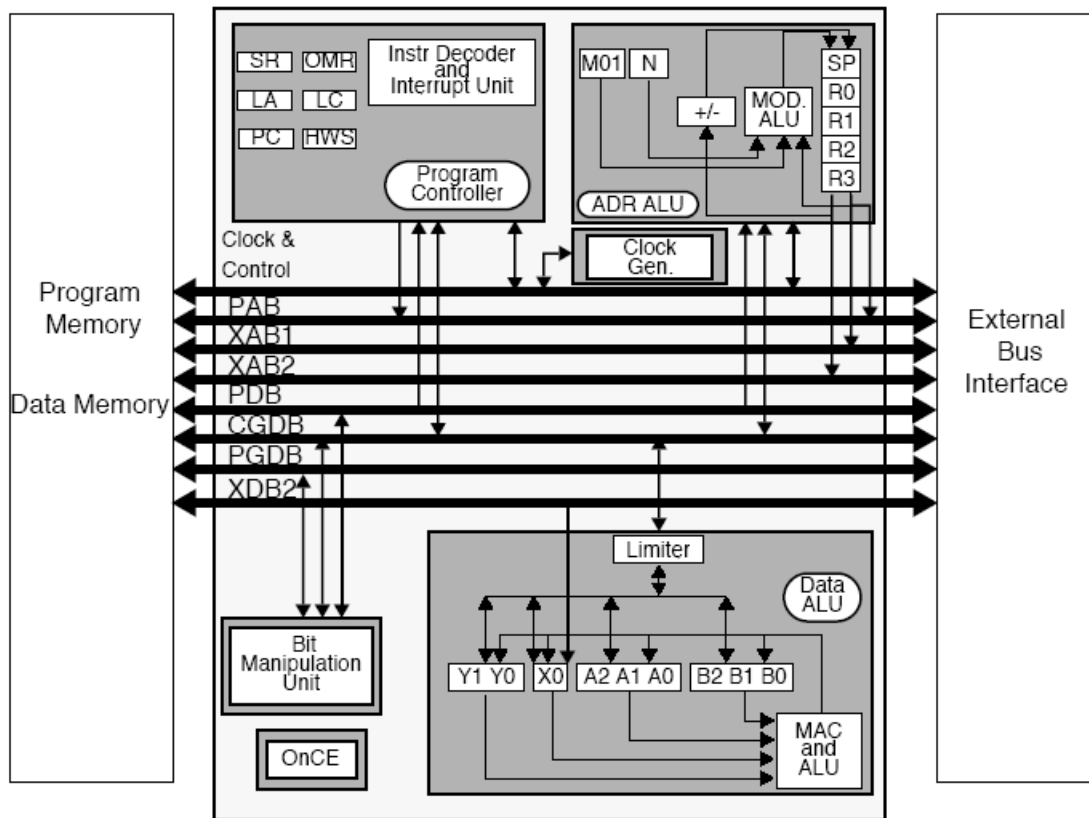 SR OMR
LA LC
PC HWS
Instr Decoder
and
Interrupt Unit
Program
Controller
M01 N
+/-
MOD.
ALU
SP
R0
R1
R2
R3
ADR ALU
Clock &
Control
Clock
Gen.
Program
Memory
Data Memory
PAB
XAB1
XAB2
PDB
CGDB
PGDB
XDB2
External
Bus
Interface
Bit
Manipulation
Unit
OnCE
Limiter
Data
ALU
Y1 Y0
X0
A2 A1 A0
B2 B1 B0
MAC
and
ALU